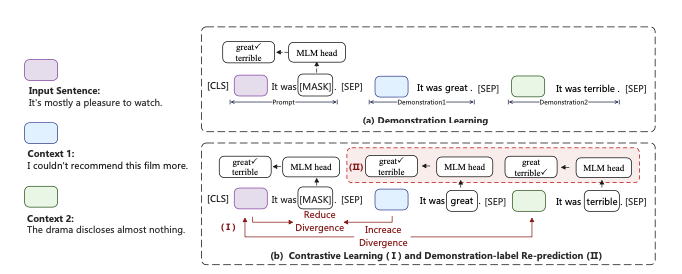 Input Sentence:
It's mostly a pleasure to watch.
Context 1:
I couldn't recommend this film more.
Context 2:
The drama discloses almost nothing.
great✓
terrible
MLM head
[CLS] It was [MASK]. [SEP] It was great . [SEP] It was terrible . [SEP]
Prompt Demonstration1 Demonstration2
(a) Demonstration Learning
great✓
terrible
MLM head
(II)
great✓
terrible
MLM head
great
terrible✓
MLM head
[CLS] It was [MASK]. [SEP] It was great . [SEP] It was terrible . [SEP]
(I)
Reduce
Divergence
Increase
Divergence
(b) Contrastive Learning (I) and Demonstration-label Re-prediction (II)